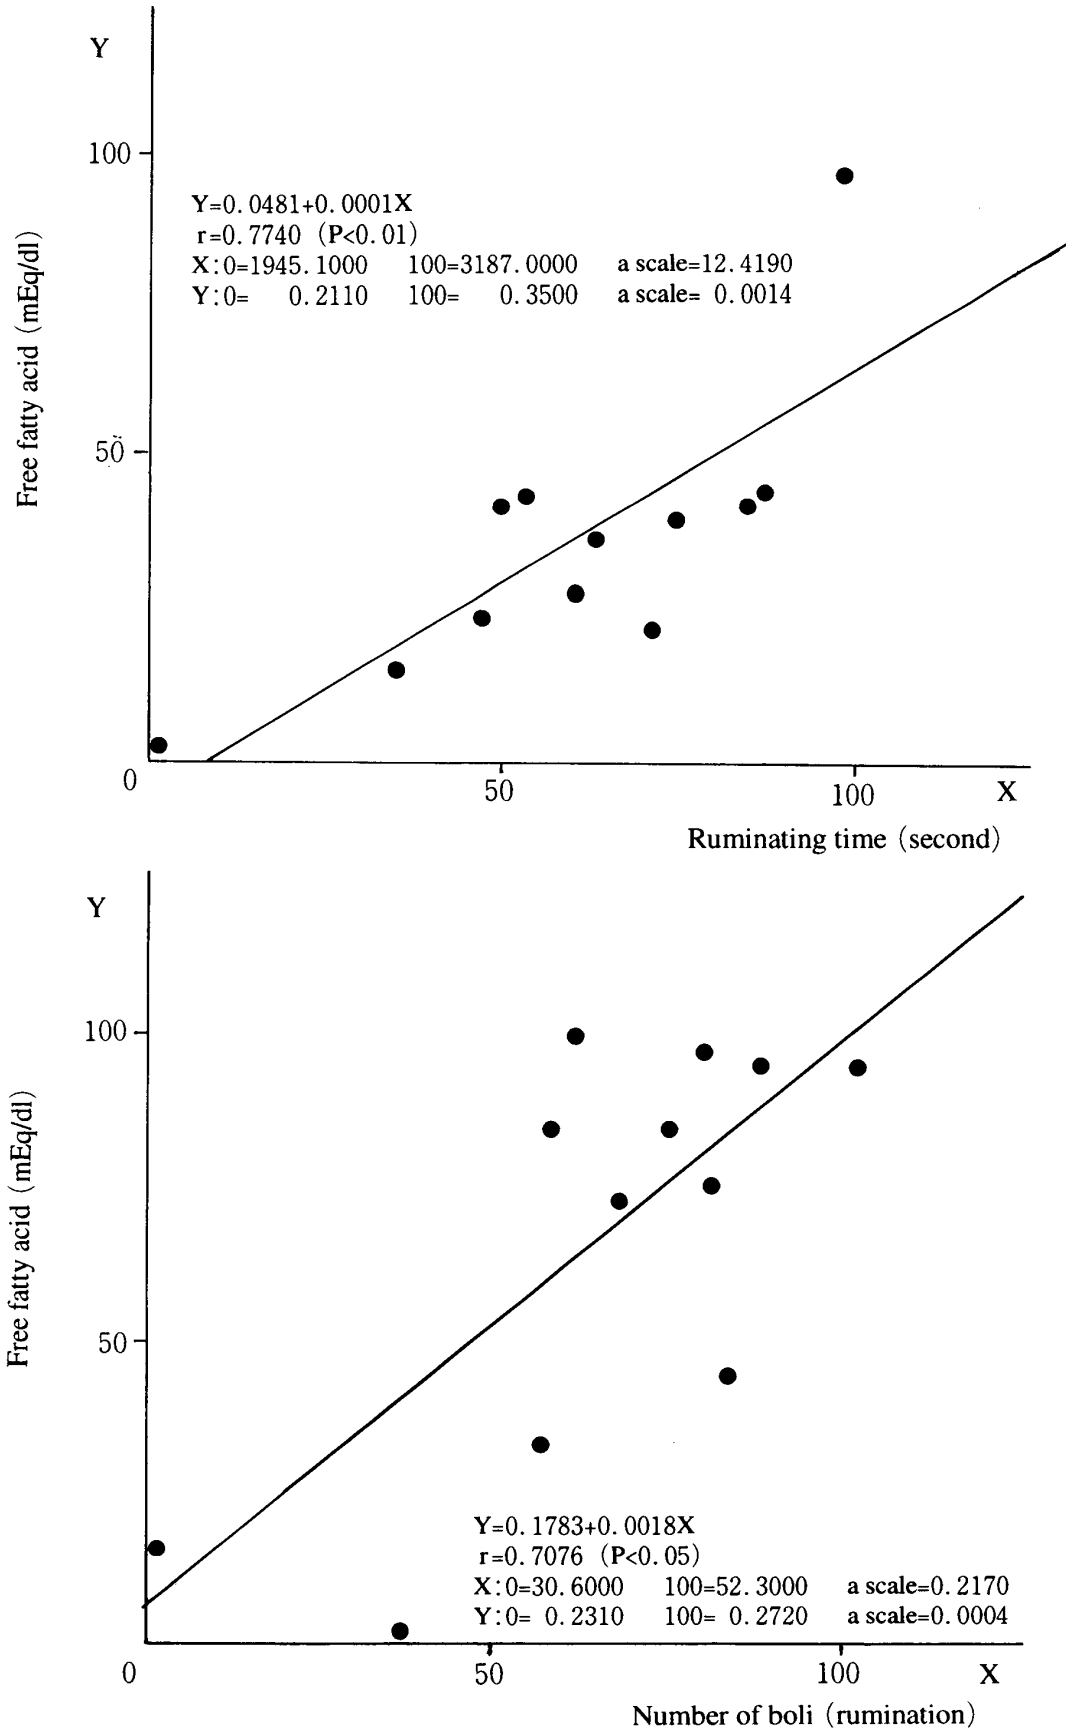 Y
100
Y=0.0481+0.0001X
r=0.7740 (P<0.01)
X:0=1945.1000 100=3187.0000 a scale=12.4190
Y:0= 0.2110 100= 0.3500 a scale= 0.0014
Free fatty acid (mEq/dl)
50
0
50
100
X
Ruminating time (second)
Y
100
Free fatty acid (mEq/dl)
50
Y=0.1783+0.0018X
r=0.7076 (P<0.05)
X:0=30.6000 100=52.3000 a scale=0.2170
Y:0= 0.2310 100= 0.2720 a scale=0.0004
0
50
100
X
Number of boli (rumination)